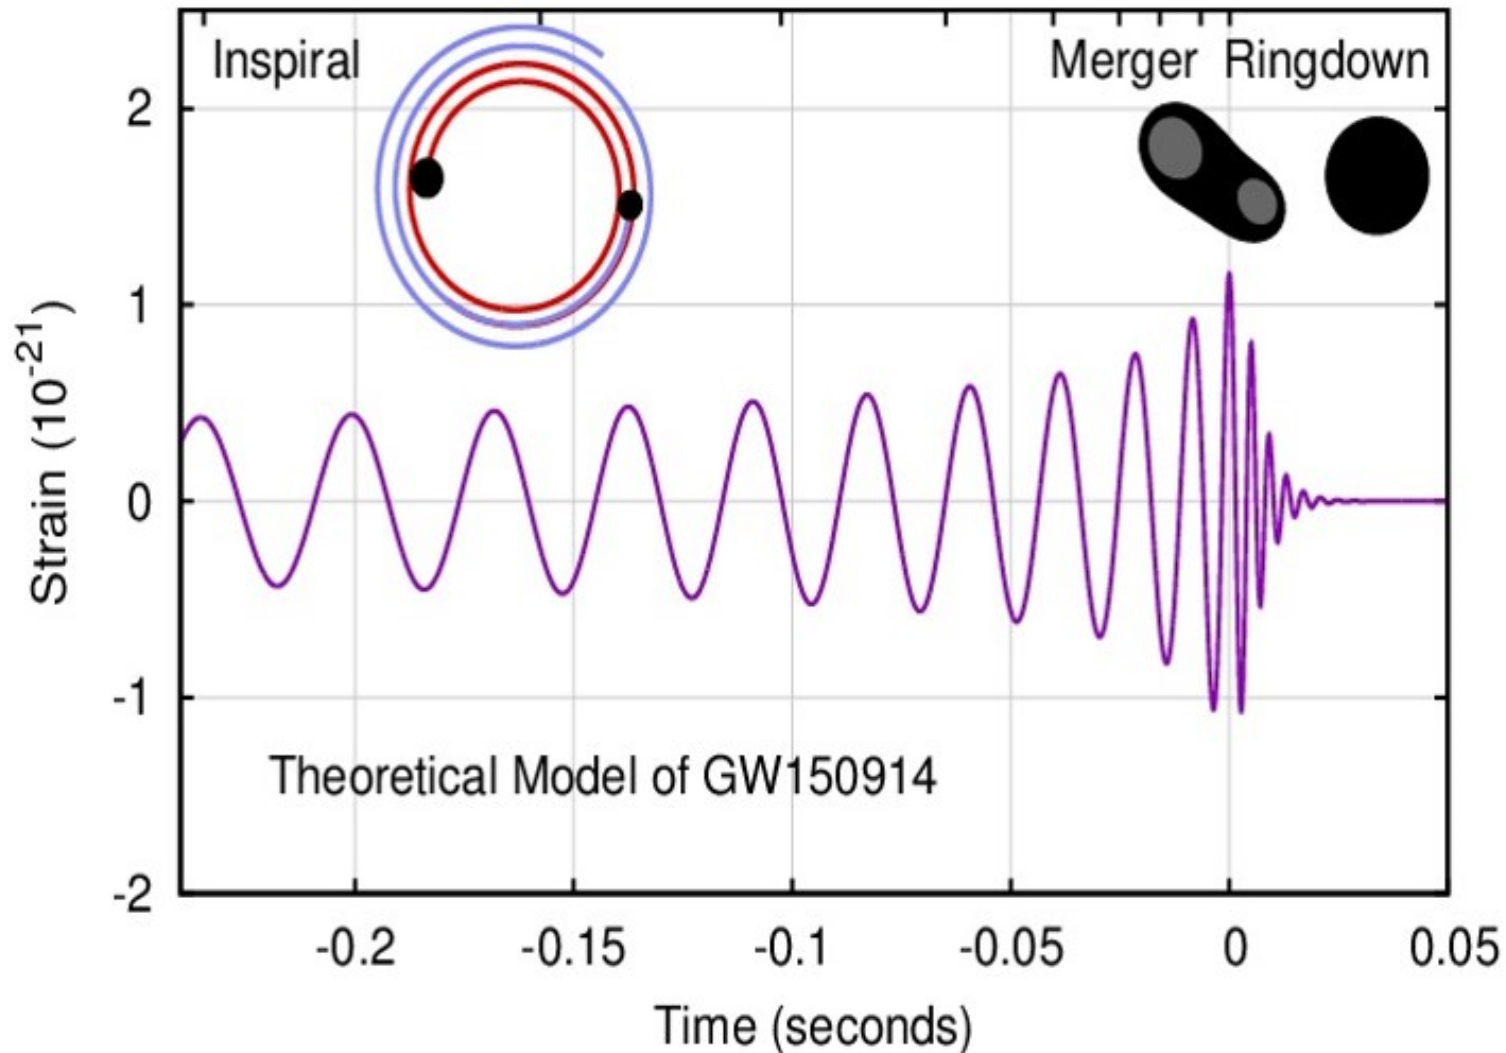 Inspiral
Merger Ringdown
2
1
0
-1
-2
Strain (10⁻²¹)
Theoretical Model of GW150914
-0.2 -0.15 -0.1 -0.05 0 0.05
Time (seconds)